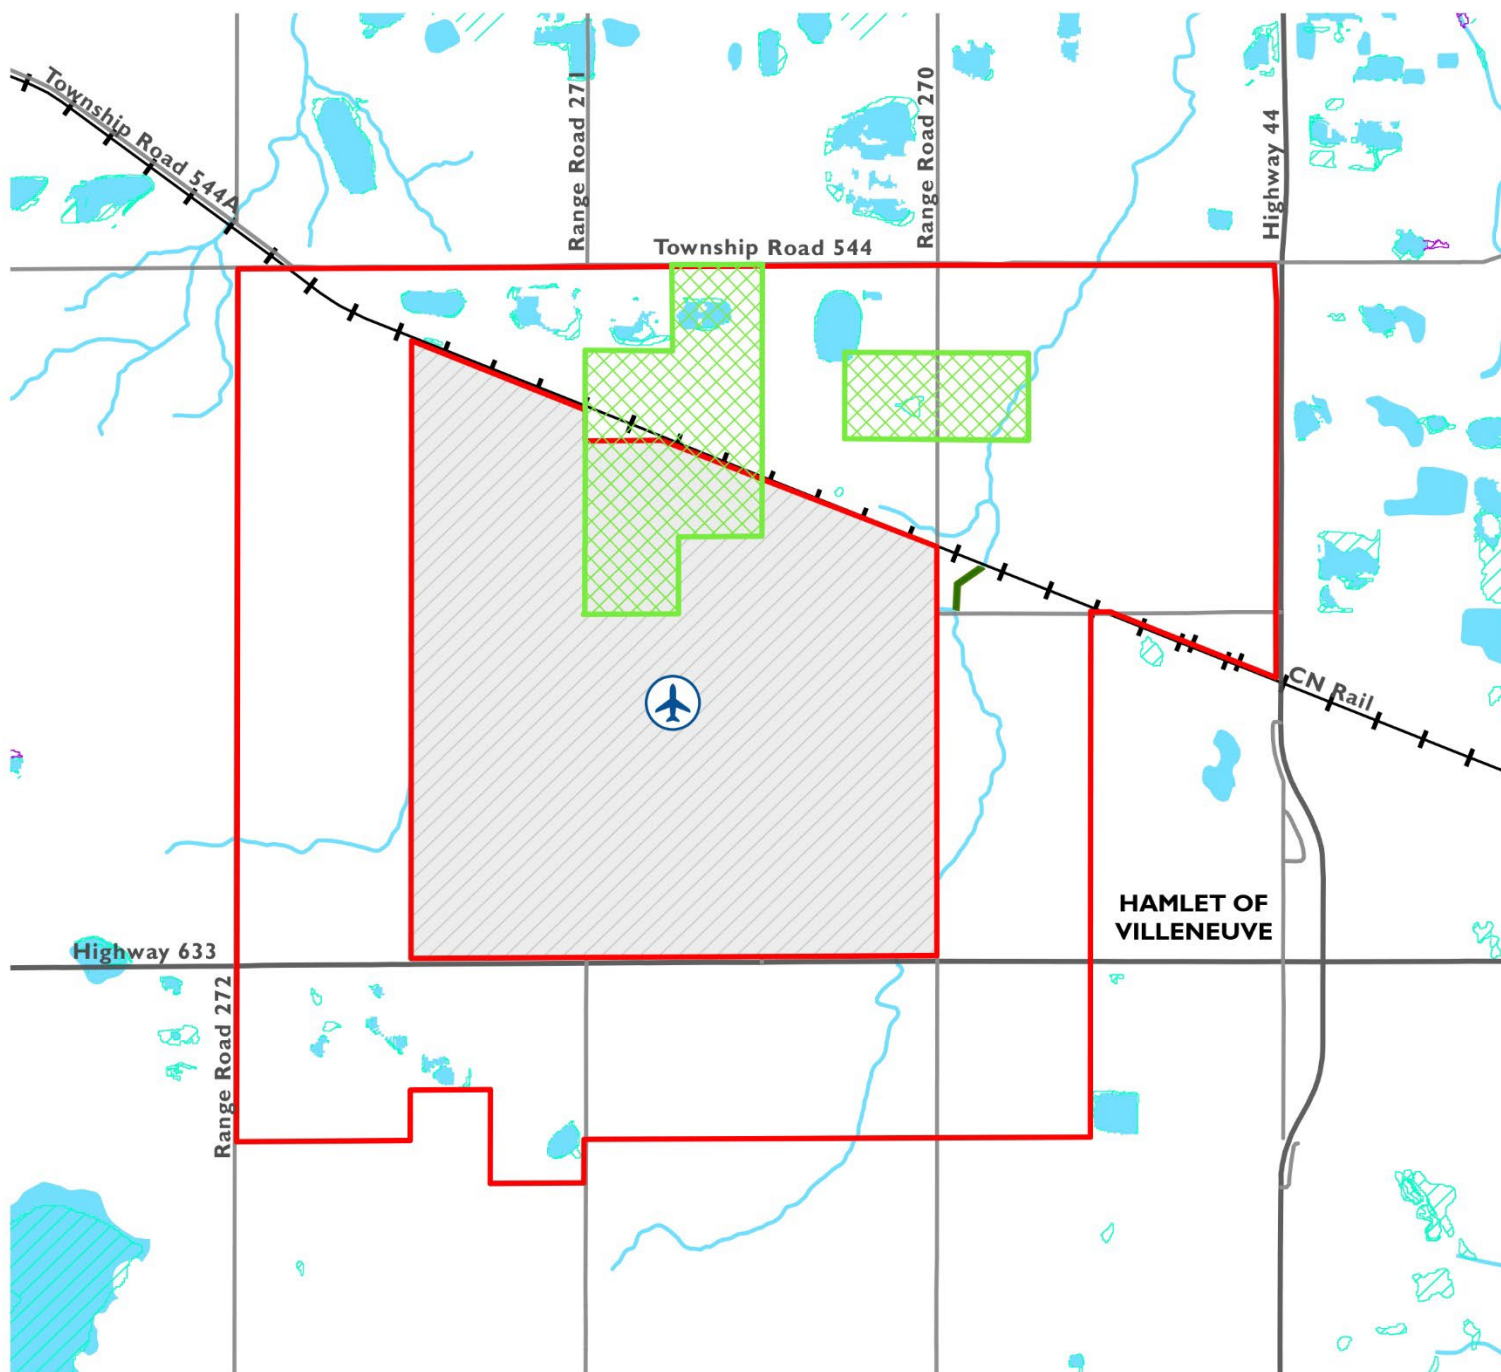 Township Road 544A
Range Road 271
Range Road 270
Highway 44
Township Road 544
CN Rail
HAMLET OF
VILLENEUVE
Highway 633
Range Road 272